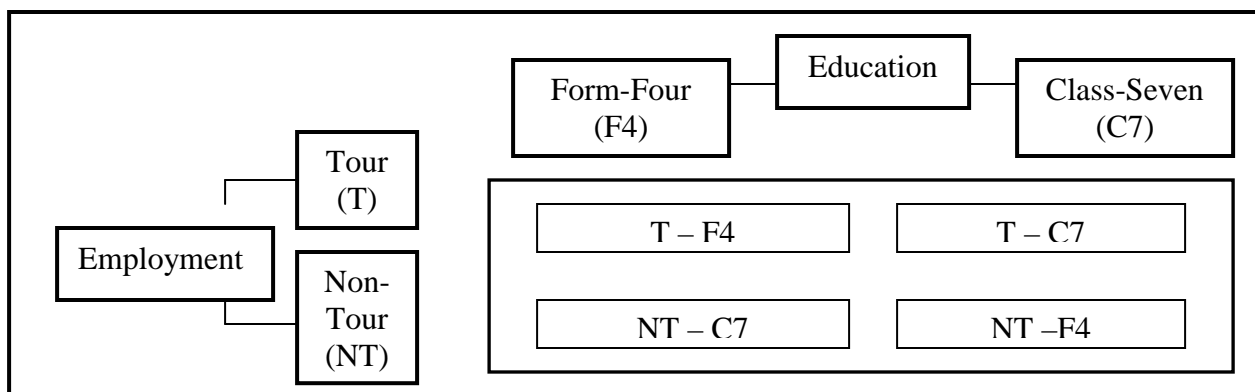 Education
Form-Four
(F4)
Class-Seven
(C7)
Tour
(T)
Employment
Non-
Tour
(NT)
T – F4
T – C7
NT – C7
NT –F4